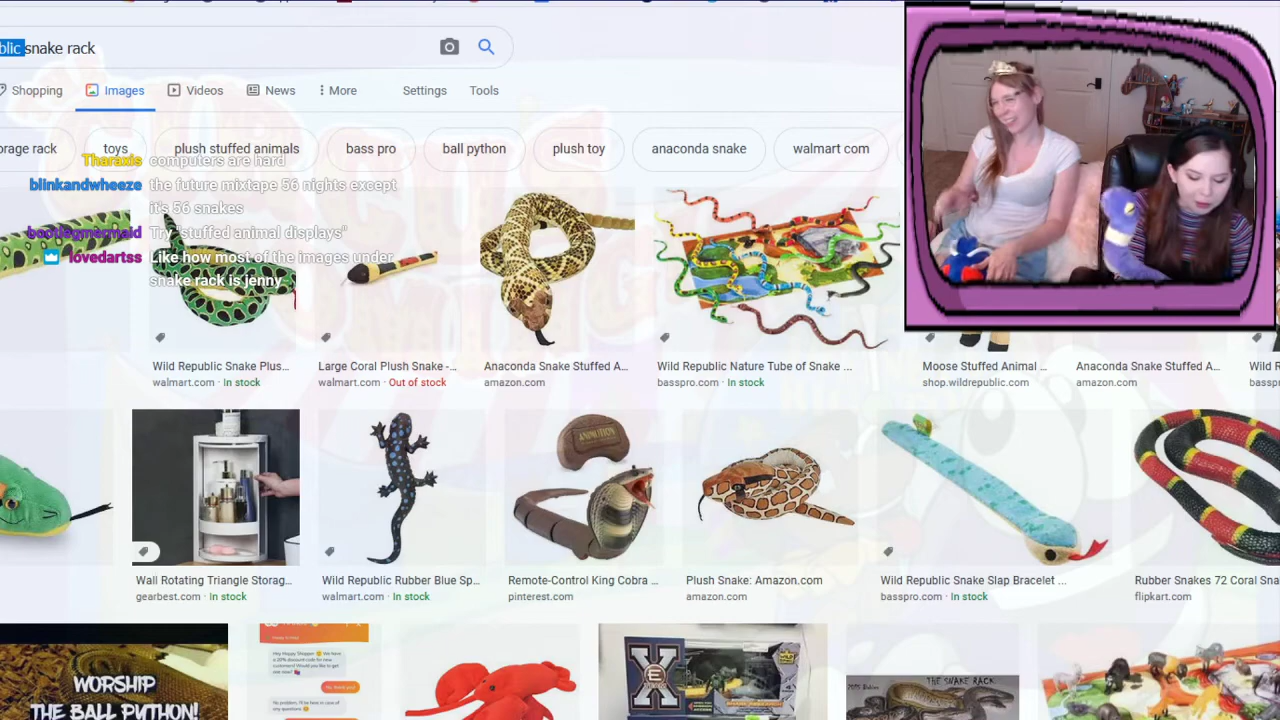 blic snake rack
Shopping Images Videos News More Settings Tools
orage rack toys plush stuffed animals bass pro ball python plush toy anaconda snake walmart com
Tharaxis computers are hard
blinkandwheeze the future mixtape 56 nights except
it's 56 snakes
bootlegmermaid Try "stuffed animal displays"
lovedartss Like how most of the images under
snake rack is jenny
Wild Republic Snake Plus...
walmart.com · In stock
Large Coral Plush Snake -...
walmart.com · Out of stock
Anaconda Snake Stuffed A...
amazon.com
Wild Republic Nature Tube of Snake ...
basspro.com · In stock
Moose Stuffed Animal ...
shop.wildrepublic.com
Anaconda Snake Stuffed A...
amazon.com
Wild
bassp
Wall Rotating Triangle Storag...
gearbest.com · In stock
Wild Republic Rubber Blue Sp...
walmart.com · In stock
Remote-Control King Cobra ...
pinterest.com
Plush Snake: Amazon.com
amazon.com
Wild Republic Snake Slap Bracelet ...
basspro.com · In stock
Rubber Snakes 72 Coral Sna
flipkart.com
WORSHIP
HE BALL PYTHON!
THE SNAKE RACK